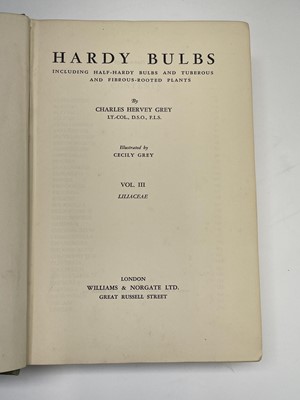 HARDY BULBS
INCLUDING HALF-HARDY BULBS AND TUBEROUS
AND FIBROUS-ROOTED PLANTS
By
CHARLES HERVEY GREY
LT.-COL., D.S.O., F.L.S.
Illustrated by
CECILY GREY
VOL. III
LILIACEAE
LONDON
WILLIAMS & NORGATE LTD.
GREAT RUSSELL STREET